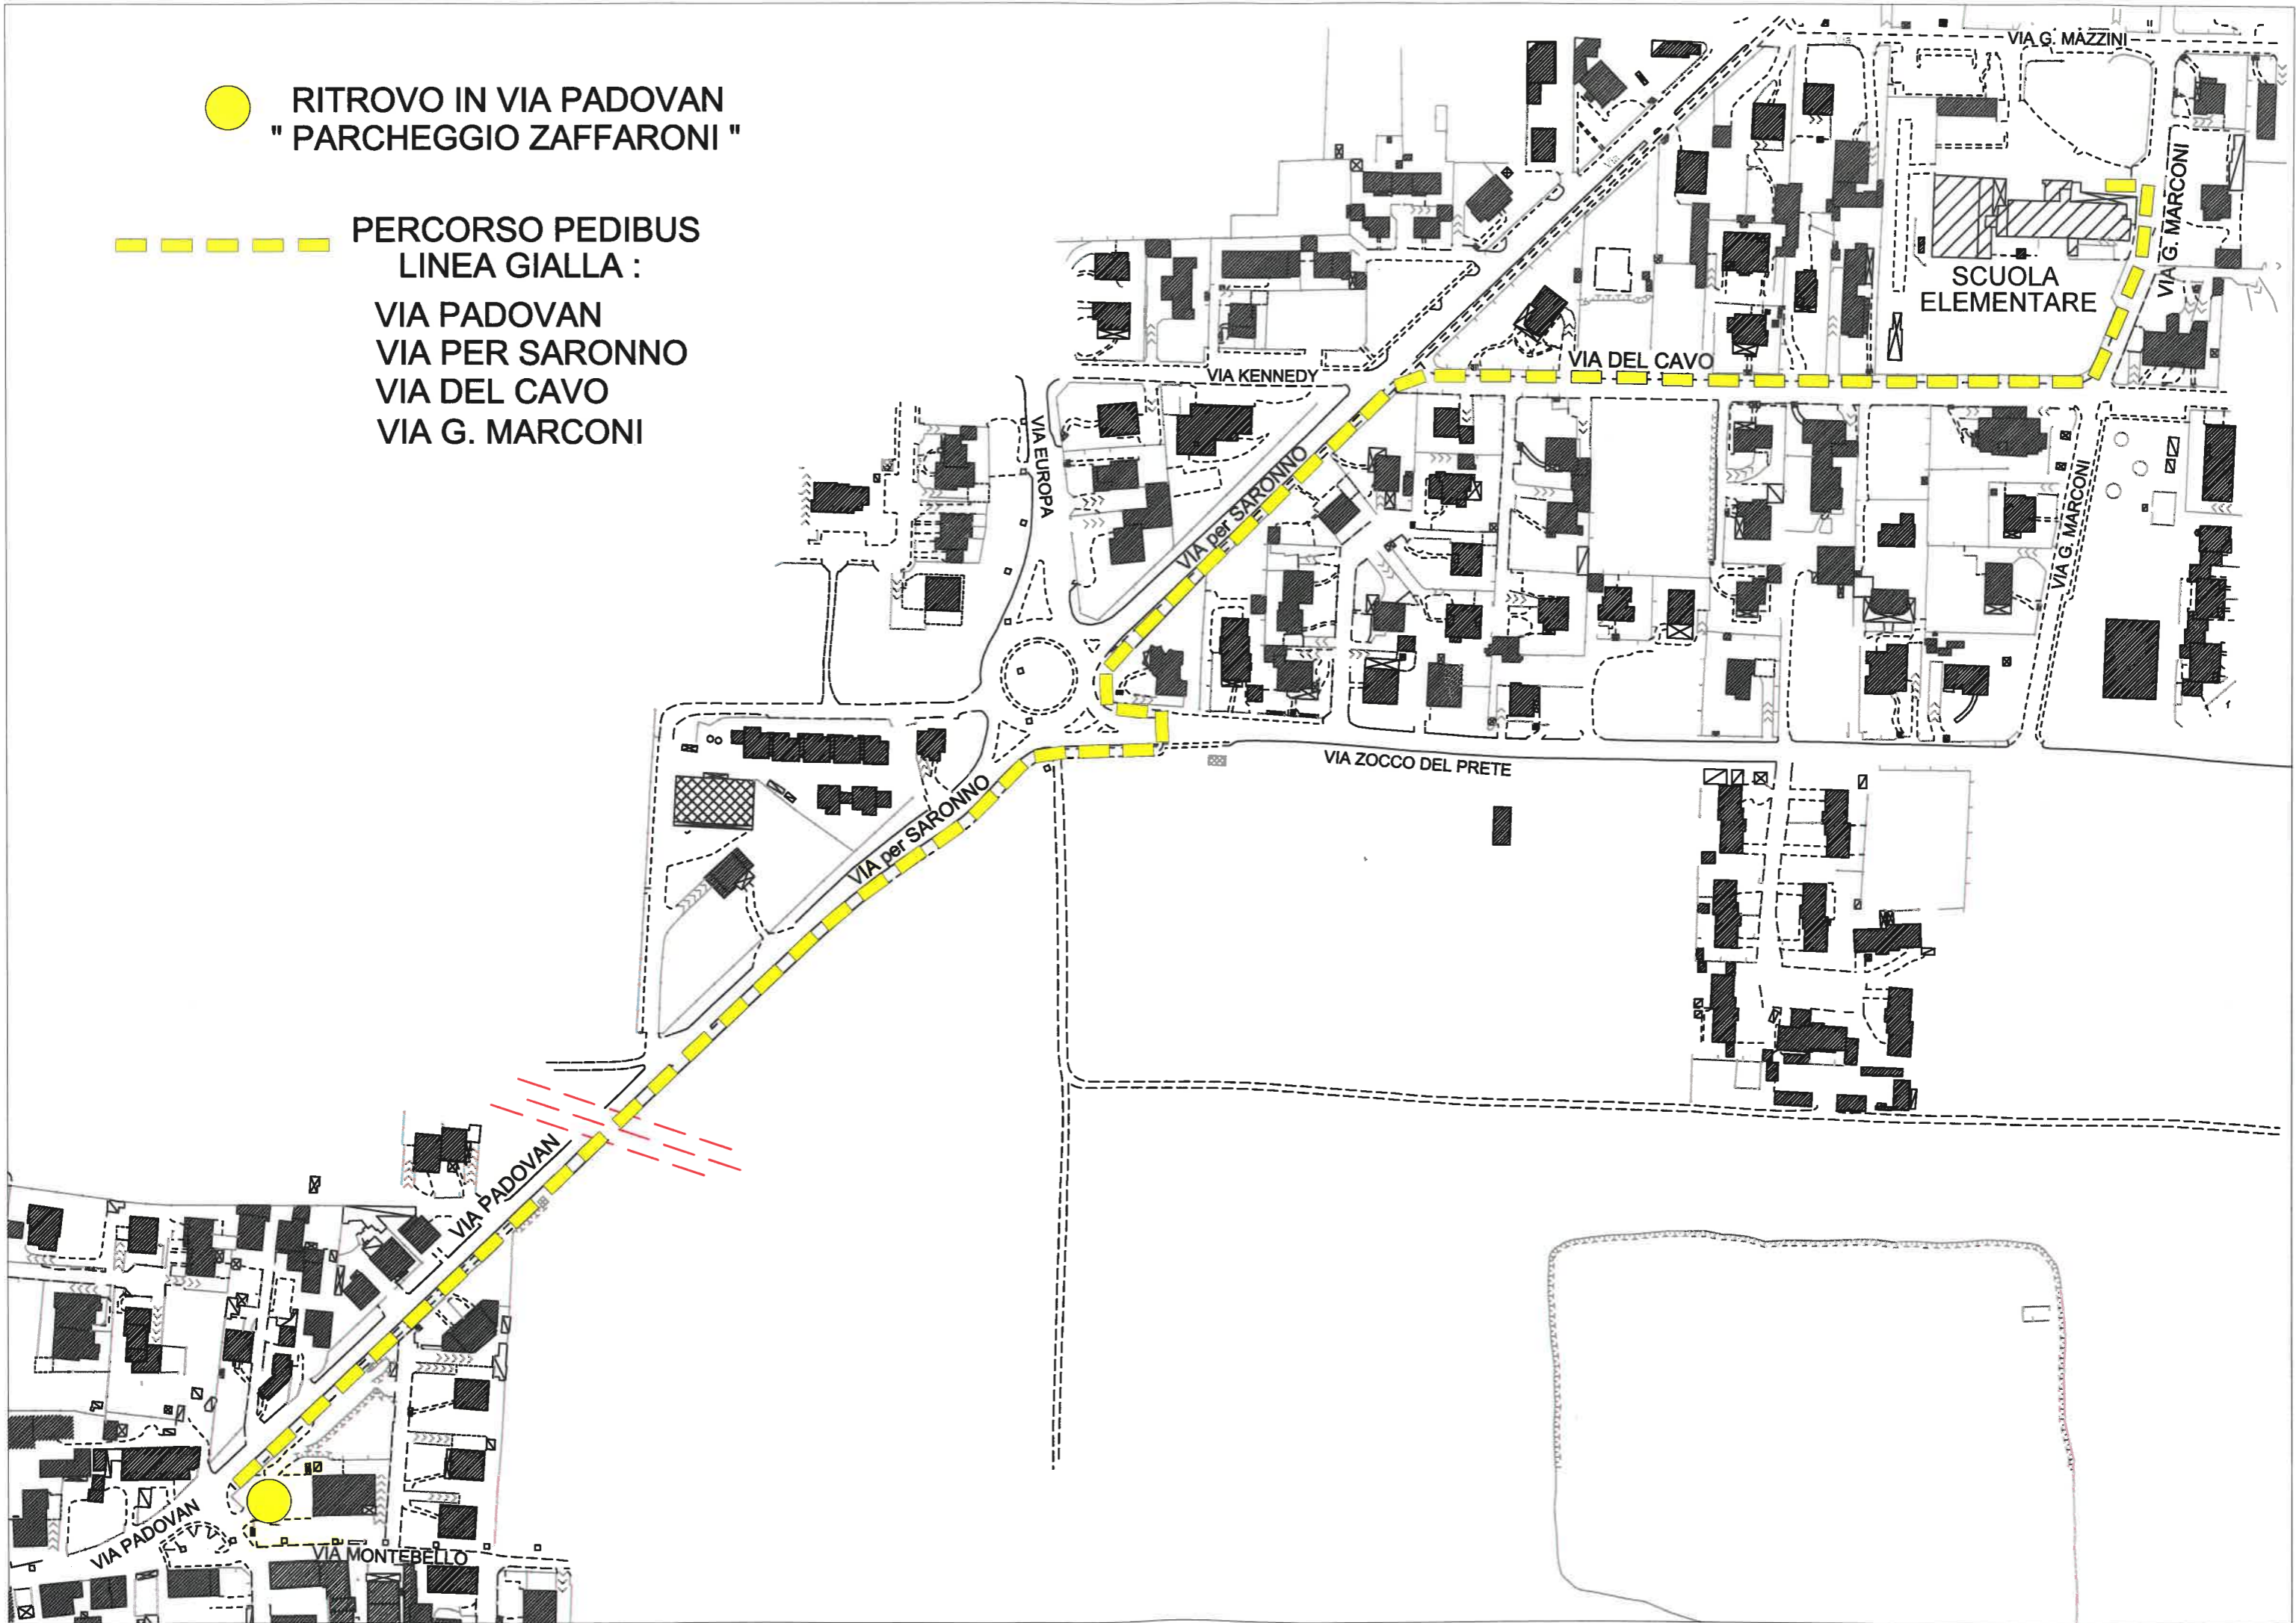 RITROVO IN VIA PADOVAN
" PARCHEGGIO ZAFFARONI "
PERCORSO PEDIBUS
LINEA GIALLA :
VIA PADOVAN
VIA PER SARONNO
VIA DEL CAVO
VIA G. MARCONI
VIA G. MAZZINI
VIA G. MARCONI
SCUOLA
ELEMENTARE
VIA DEL CAVO
VIA KENNEDY
VIA EUROPA
VIA per SARONNO
VIA G. MARCONI
VIA ZOCCO DEL PRETE
VIA per SARONNO
VIA PADOVAN
VIA PADOVAN
VIA MONTEBELLO